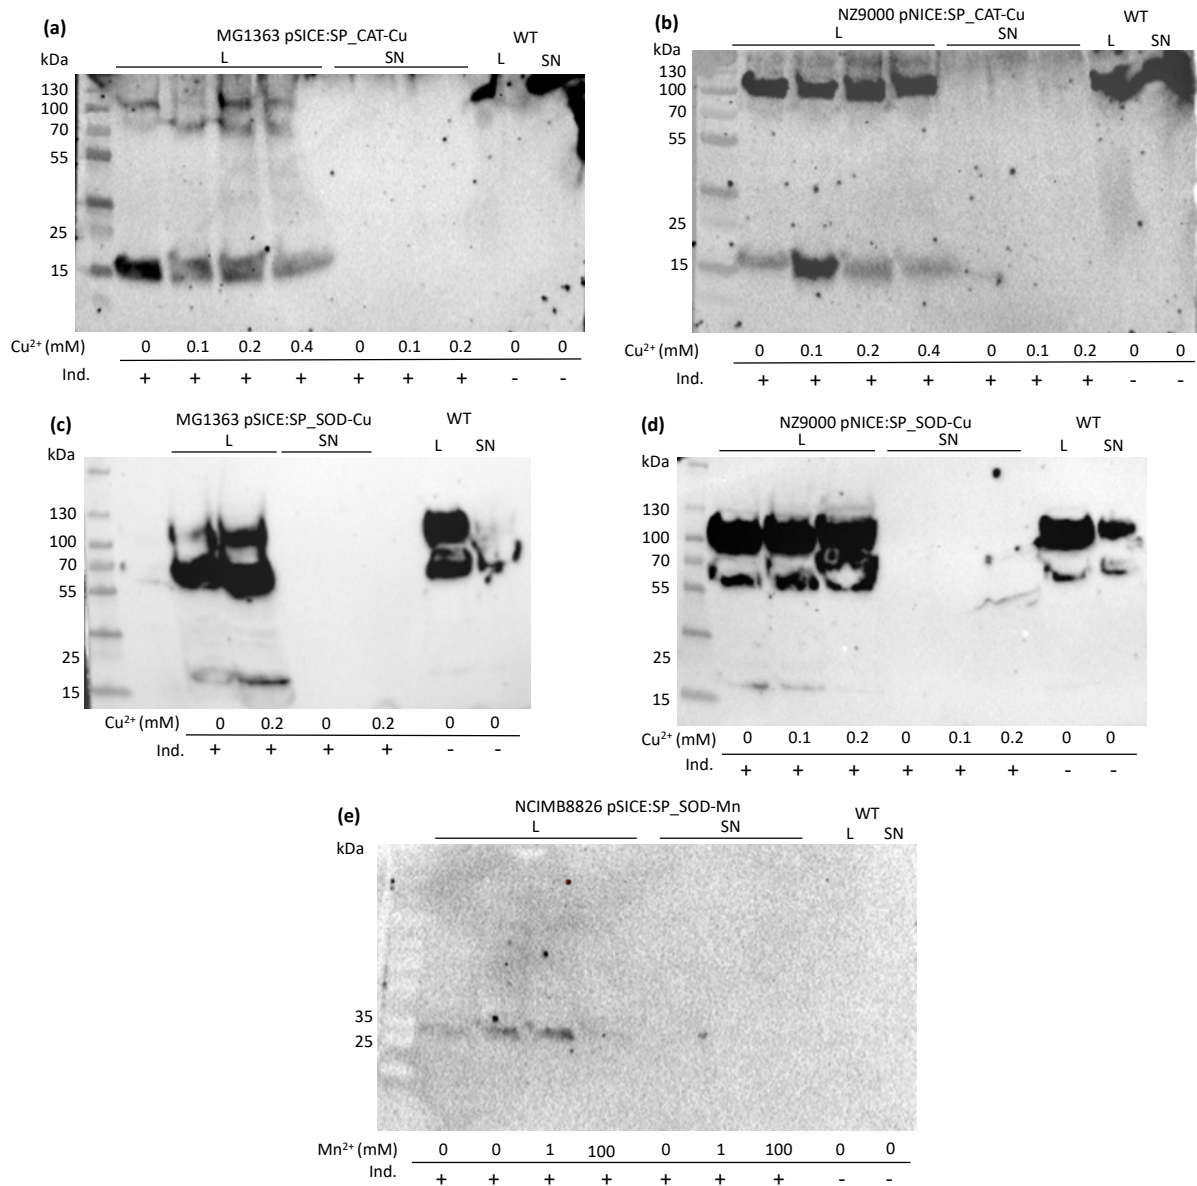 (a)
MG1363 pSICE:SP_CAT-Cu
WT
kDa
L
SN
L
SN
130
100
70
55
25
15
Cu²⁺ (mM) 0 0.1 0.2 0.4 0 0.1 0.2 0 0
Ind. + + + + + + + - -
(b)
NZ9000 pNICE:SP_CAT-Cu
WT
kDa
L
SN
L
SN
130
100
70
55
25
15
Cu²⁺ (mM) 0 0.1 0.2 0.4 0 0.1 0.2 0 0
Ind. + + + + + + + - -
(c)
MG1363 pSICE:SP_SOD-Cu
WT
kDa
L
SN
L
SN
130
100
70
55
25
15
Cu²⁺ (mM) 0 0.2 0 0.2 0 0
Ind. + + + + - -
(d)
NZ9000 pNICE:SP_SOD-Cu
WT
kDa
L
SN
L
SN
130
100
70
55
25
15
Cu²⁺ (mM) 0 0.1 0.2 0 0.1 0.2 0 0
Ind. + + + + + + - -
(e)
NCIMB8826 pSICE:SP_SOD-Mn
WT
kDa
L
SN
L
SN
35
25
Mn²⁺ (mM) 0 0 1 100 0 1 100 0 0
Ind. + + + + + + + - -